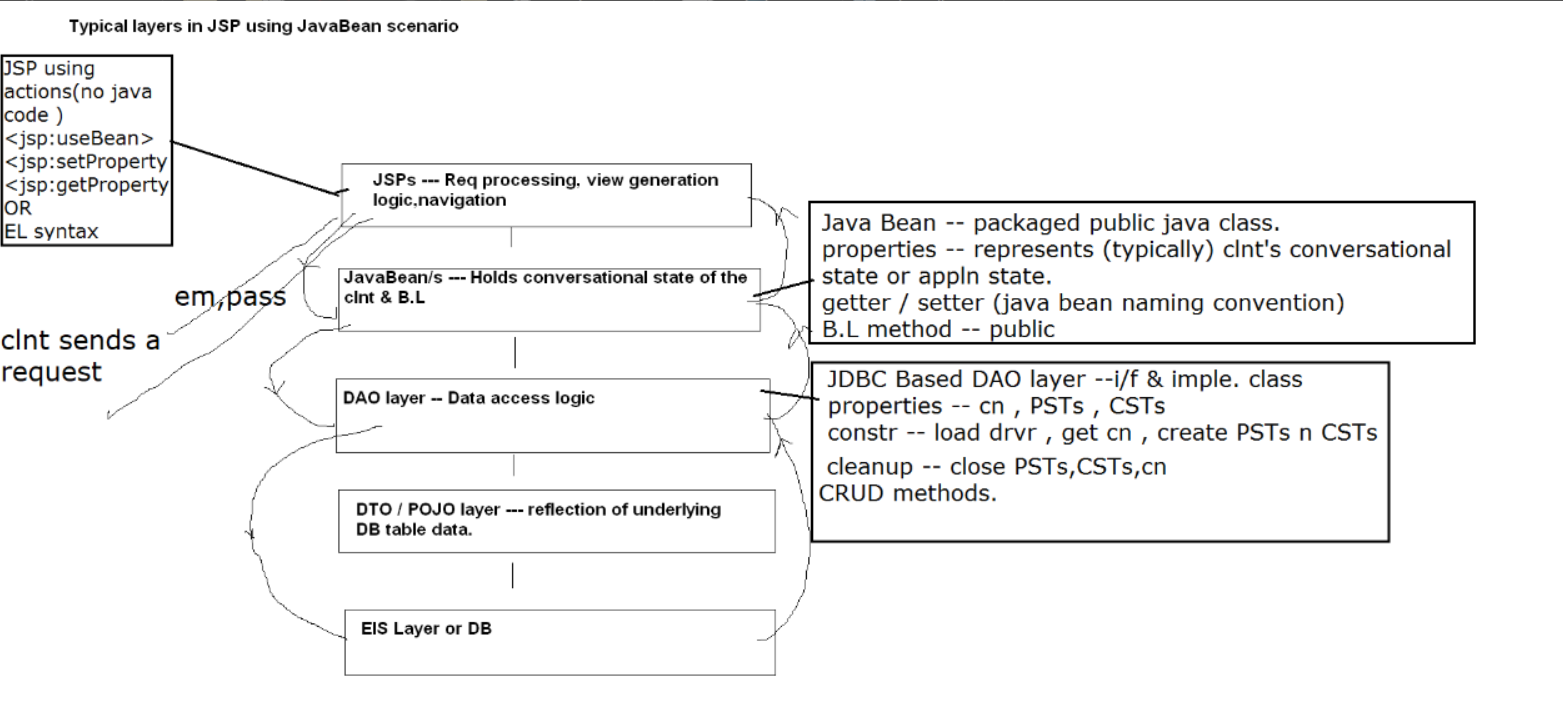 Typical layers in JSP using JavaBean scenario
JSP using
actions(no java
code )
<jsp:useBean>
<jsp:setProperty
<jsp:getProperty
OR
EL syntax
JSPs --- Req processing, view generation
logic,navigation
em,pass
clnt sends a
request
JavaBean/s --- Holds conversational state of the
clnt & B.L
Java Bean -- packaged public java class.
properties -- represents (typically) clnt's conversational
state or appln state.
getter / setter (java bean naming convention)
B.L method -- public
DAO layer -- Data access logic
JDBC Based DAO layer --i/f & imple. class
properties -- cn , PSTs , CSTs
constr -- load drvr , get cn , create PSTs n CSTs
cleanup -- close PSTs,CSTs,cn
CRUD methods.
DTO / POJO layer --- reflection of underlying
DB table data.
EIS Layer or DB